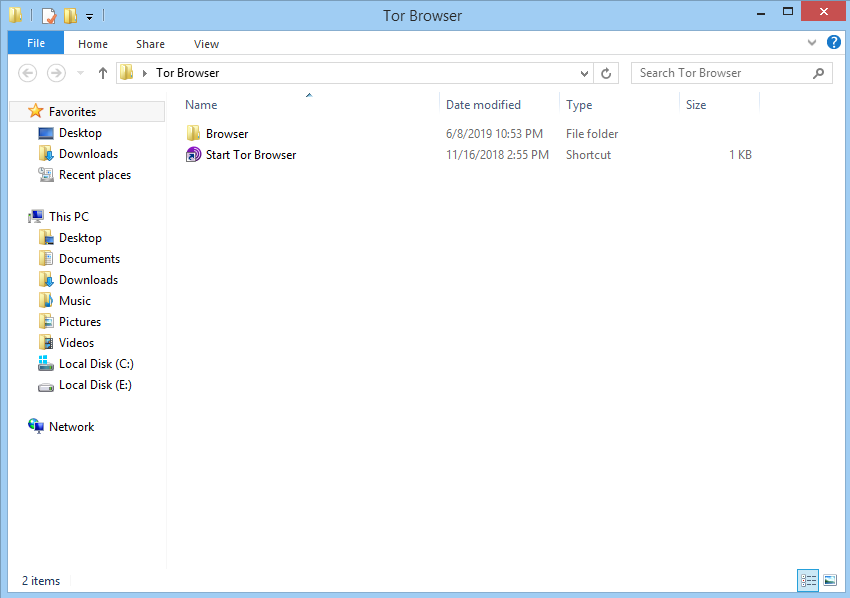 Tor Browser
File Home Share View
Tor Browser Search Tor Browser
Name Date modified Type Size
Favorites
Desktop
Downloads
Recent places
This PC
Desktop
Documents
Downloads
Music
Pictures
Videos
Local Disk (C:)
Local Disk (E:)
Network
Browser 6/8/2019 10:53 PM File folder
Start Tor Browser 11/16/2018 2:55 PM Shortcut 1 KB
2 items